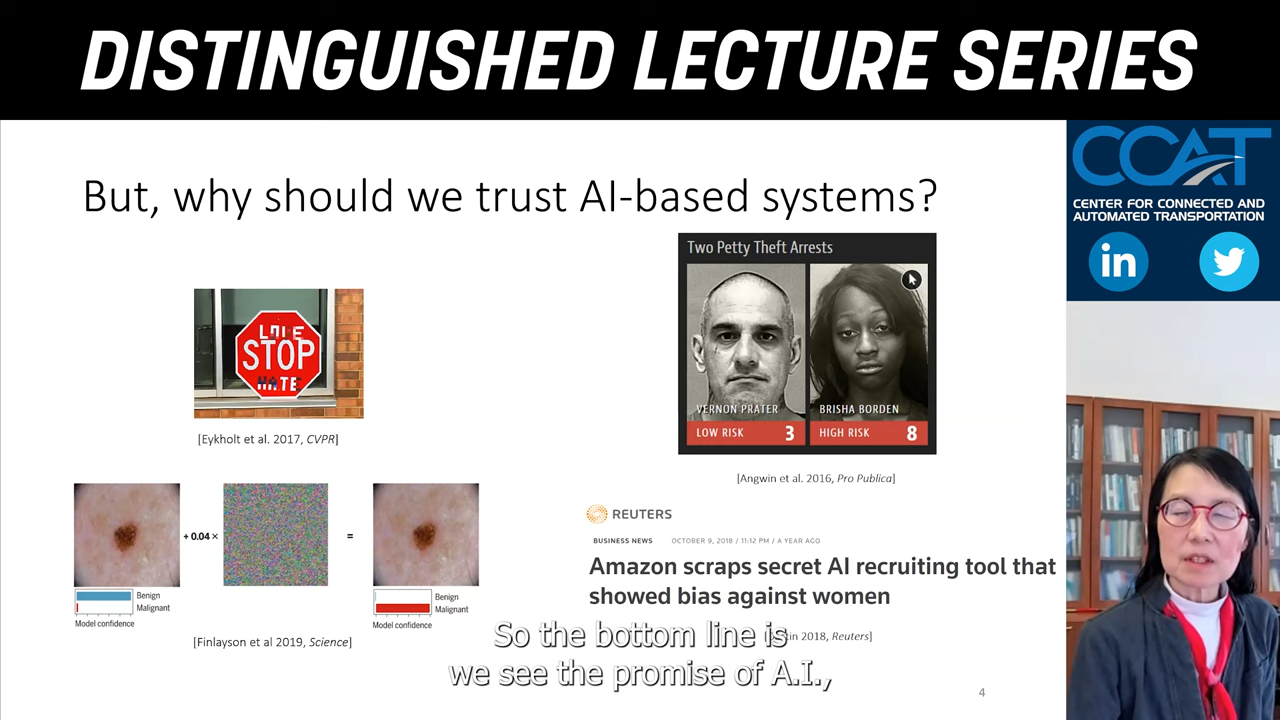 DISTINGUISHED LECTURE SERIES
But, why should we trust AI-based systems?
CCAT
CENTER FOR CONNECTED AND
AUTOMATED TRANSPORTATION
in
STOP
HATE
[Eykholt et al. 2017, CVPR]
Two Petty Theft Arrests
VERNON PRATER
LOW RISK 3
BRISHA BORDEN
HIGH RISK 8
[Angwin et al. 2016, Pro Publica]
+ 0.04 ×
=
Benign
Malignant
Model confidence
Benign
Malignant
Model confidence
[Finlayson et al 2019, Science]
REUTERS
BUSINESS NEWS OCTOBER 9, 2018 / 11:12 PM / A YEAR AGO
Amazon scraps secret AI recruiting tool that
showed bias against women
2018, Reuters]
So the bottom line is
we see the promise of A.I.,
4